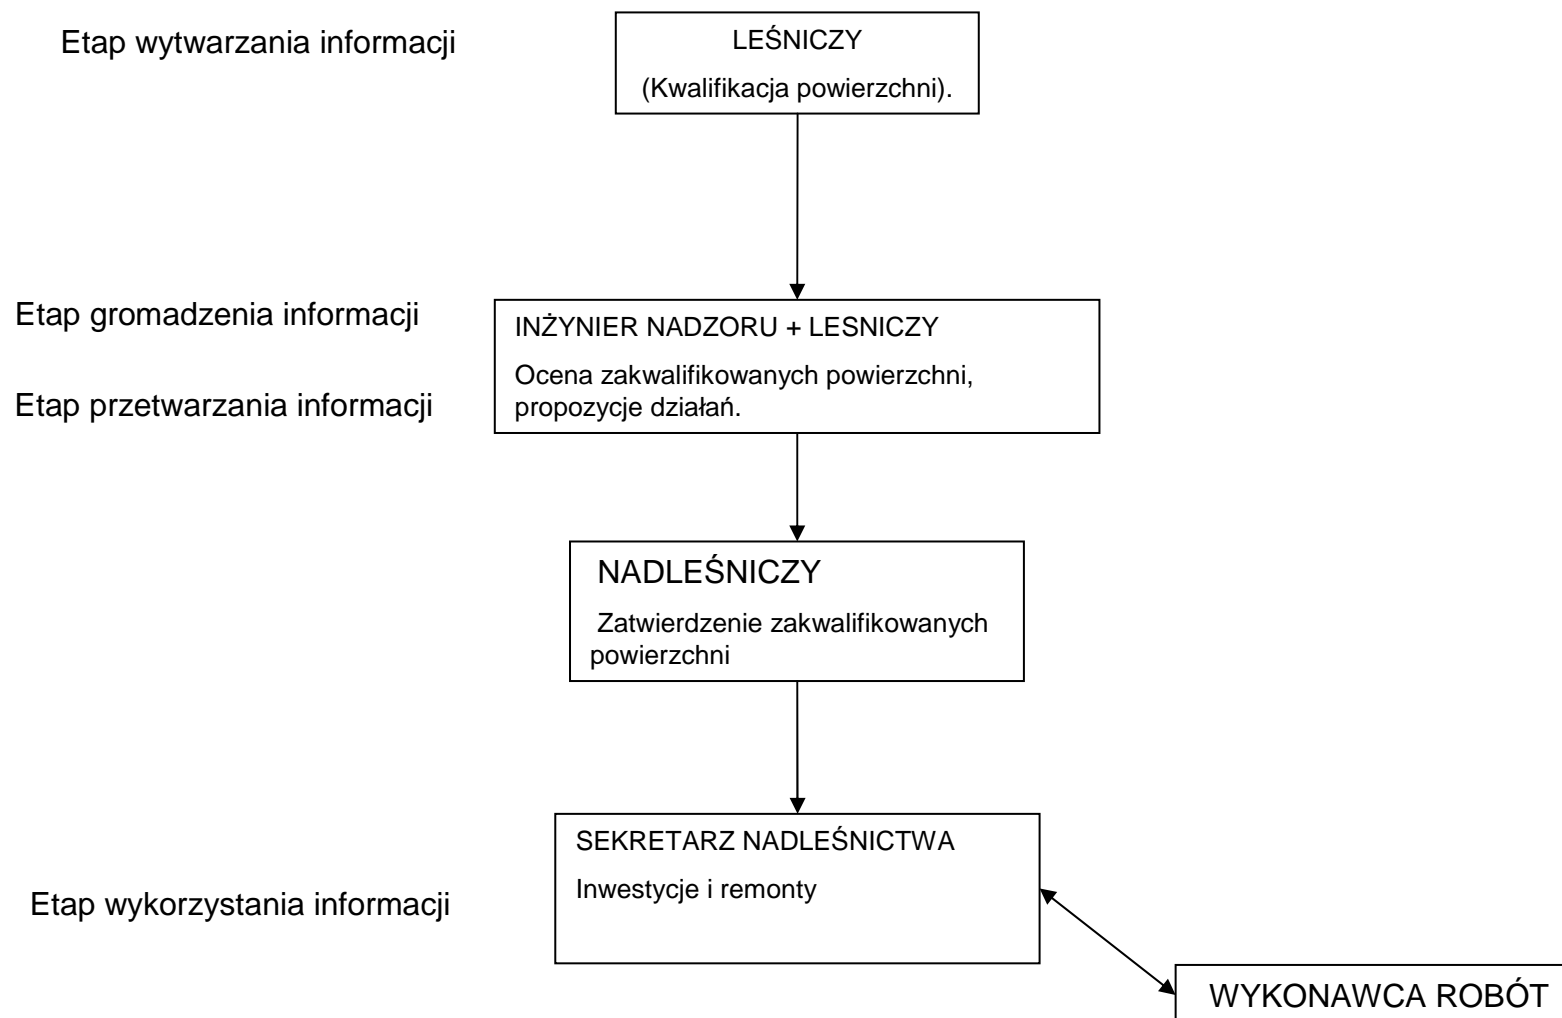 Etap wytwarzania informacji
LEŚNICZY
(Kwalifikacja powierzchni).
Etap gromadzenia informacji
INŻYNIER NADZORU + LESNICZY
Ocena zakwalifikowanych powierzchni,
propozycje działań.
Etap przetwarzania informacji
NADLEŚNICZY
Zatwierdzenie zakwalifikowanych
powierzchni
SEKRETARZ NADLEŚNICTWA
Inwestycje i remonty
Etap wykorzystania informacji
WYKONAWCA ROBÓT